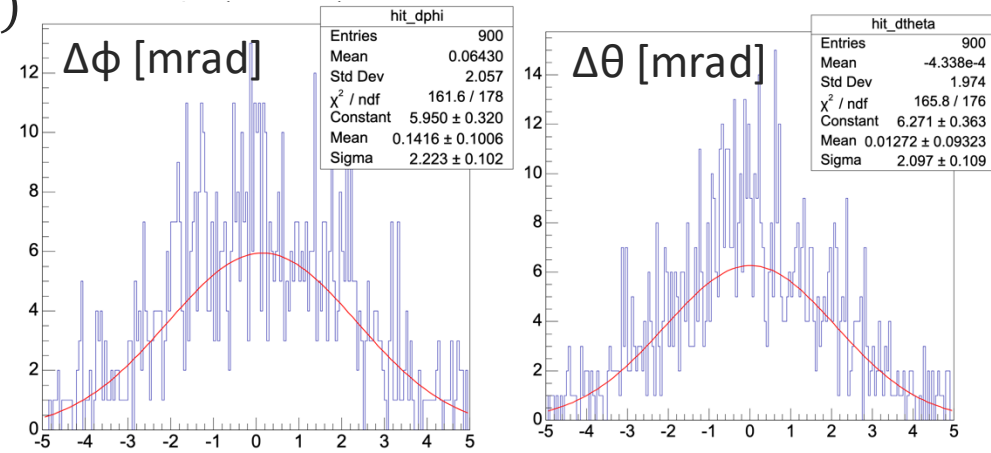 )
Δϕ [mrad]
hit_dphi
Entries 900
Mean 0.06430
Std Dev 2.057
χ² / ndf 161.6 / 178
Constant 5.950 ± 0.320
Mean 0.1416 ± 0.1006
Sigma 2.223 ± 0.102
12
10
8
6
4
2
0
-5 -4 -3 -2 -1 0 1 2 3 4 5
Δθ [mrad]
hit_dtheta
Entries 900
Mean -4.338e-4
Std Dev 1.974
χ² / ndf 165.8 / 176
Constant 6.271 ± 0.363
Mean 0.01272 ± 0.09323
Sigma 2.097 ± 0.109
14
12
10
8
6
4
2
0
-5 -4 -3 -2 -1 0 1 2 3 4 5